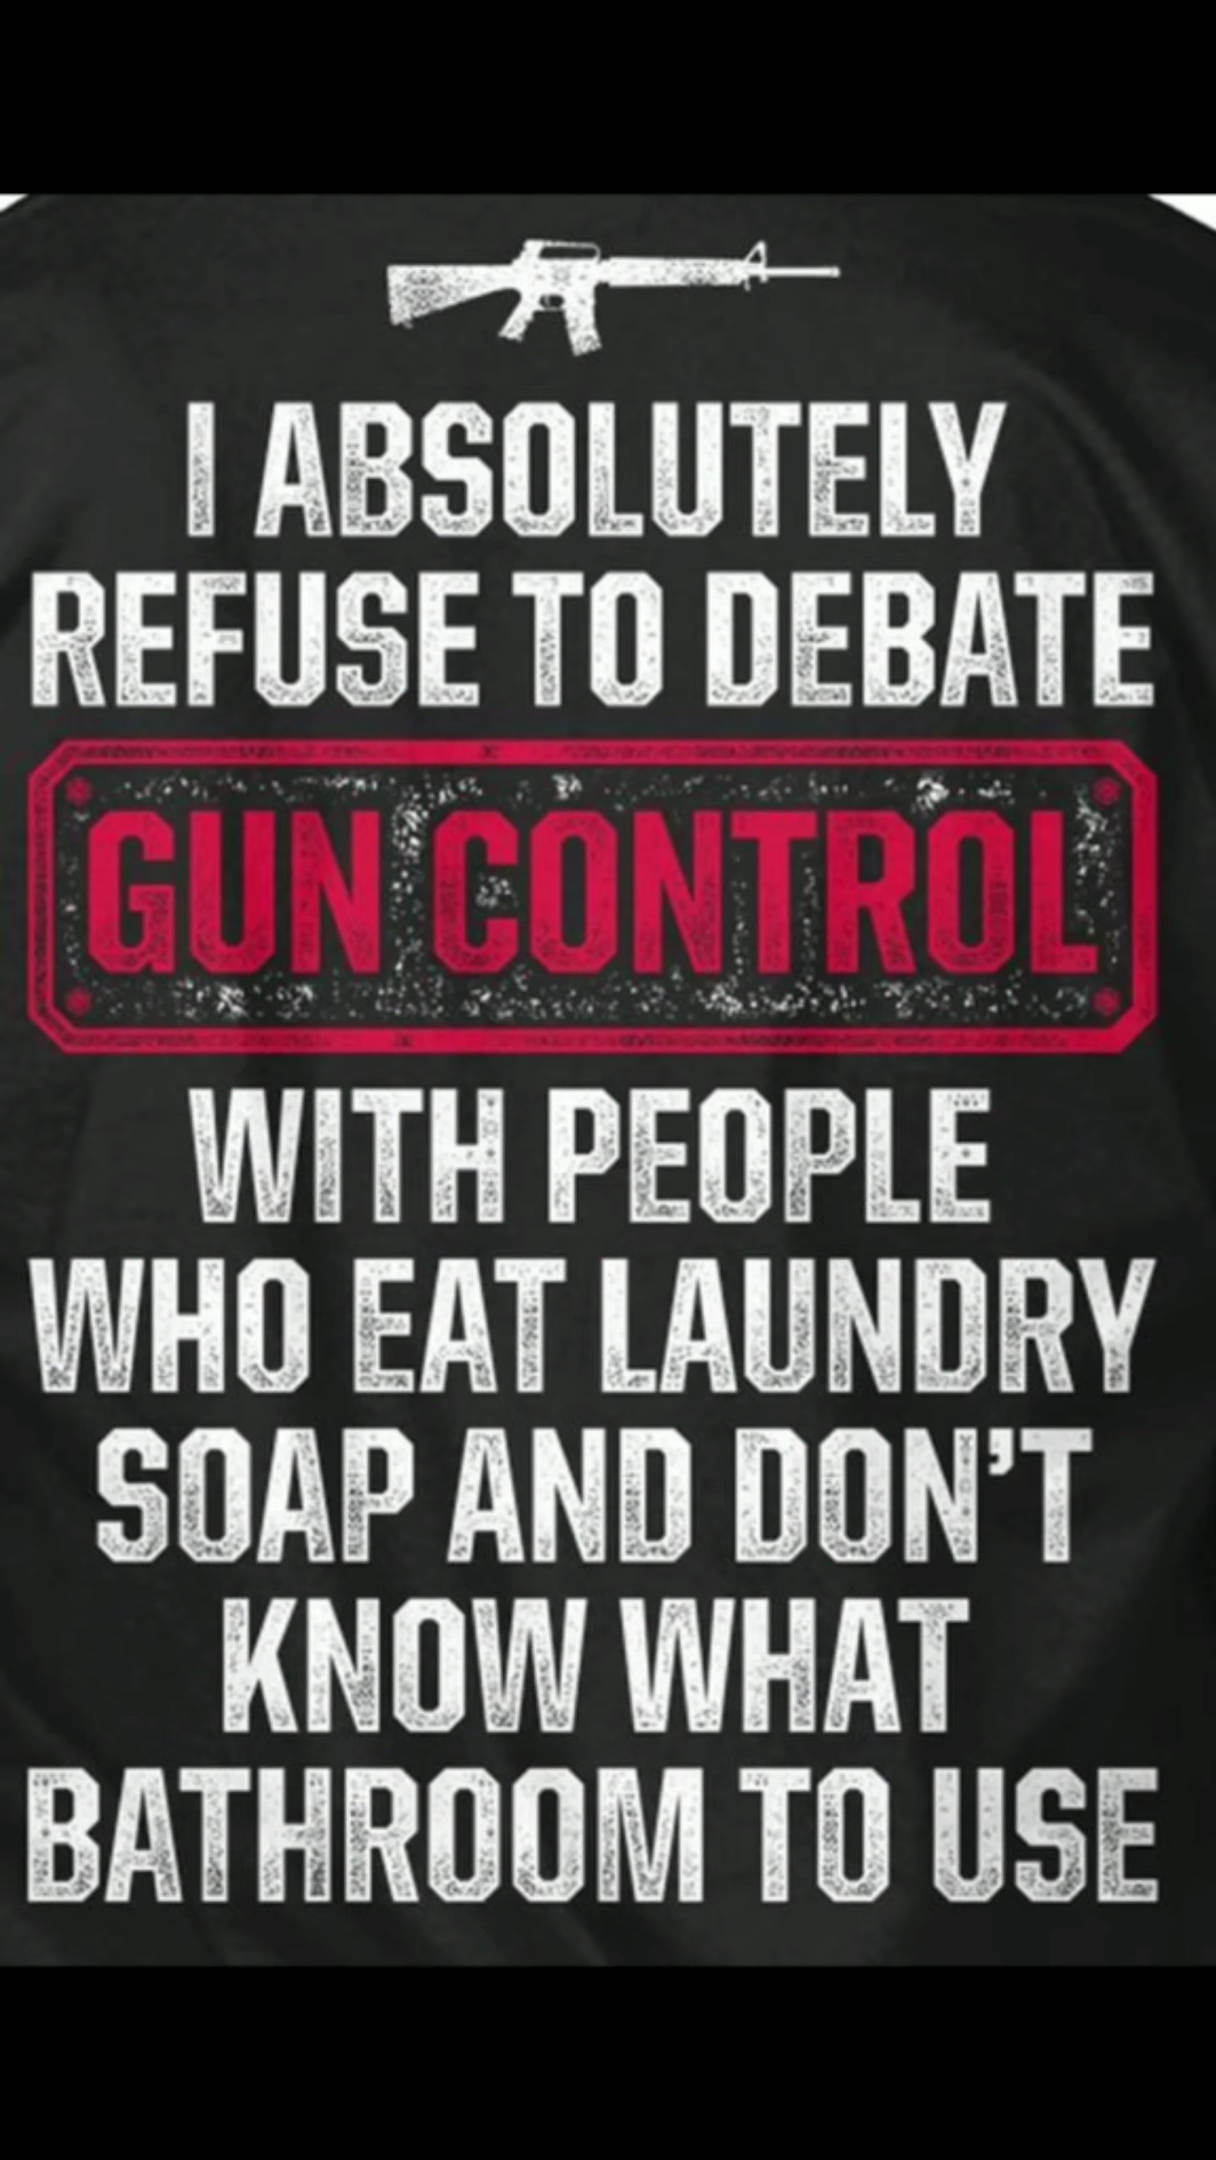 I ABSOLUTELY
REFUSE TO DEBATE
GUN CONTROL
WITH PEOPLE
WHO EAT LAUNDRY
SOAP AND DON'T
KNOW WHAT
BATHROOM TO USE